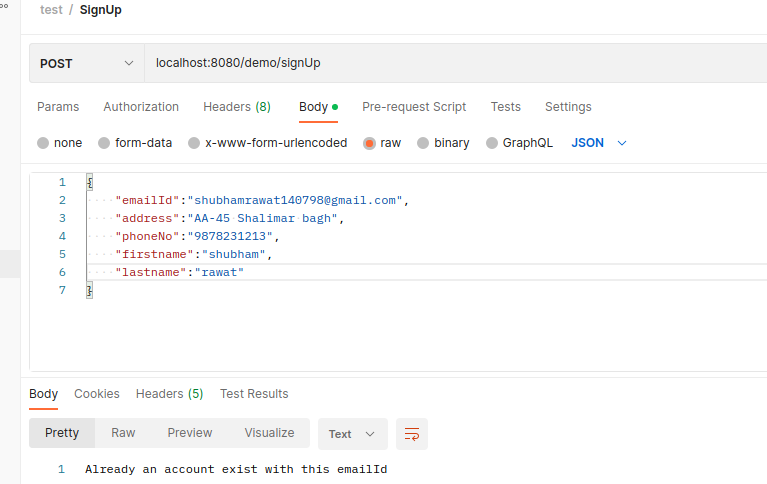 test / SignUp
POST localhost:8080/demo/signUp
Params Authorization Headers (8) Body Pre-request Script Tests Settings
none form-data x-www-form-urlencoded raw binary GraphQL JSON
1 {
2 "emailId":"shubhamrawat140798@gmail.com",
3 "address":"AA-45 Shalimar bagh",
4 "phoneNo":"9878231213",
5 "firstname":"shubham",
6 "lastname":"rawat"
7 }
Body Cookies Headers (5) Test Results
Pretty Raw Preview Visualize Text
1 Already an account exist with this emailId